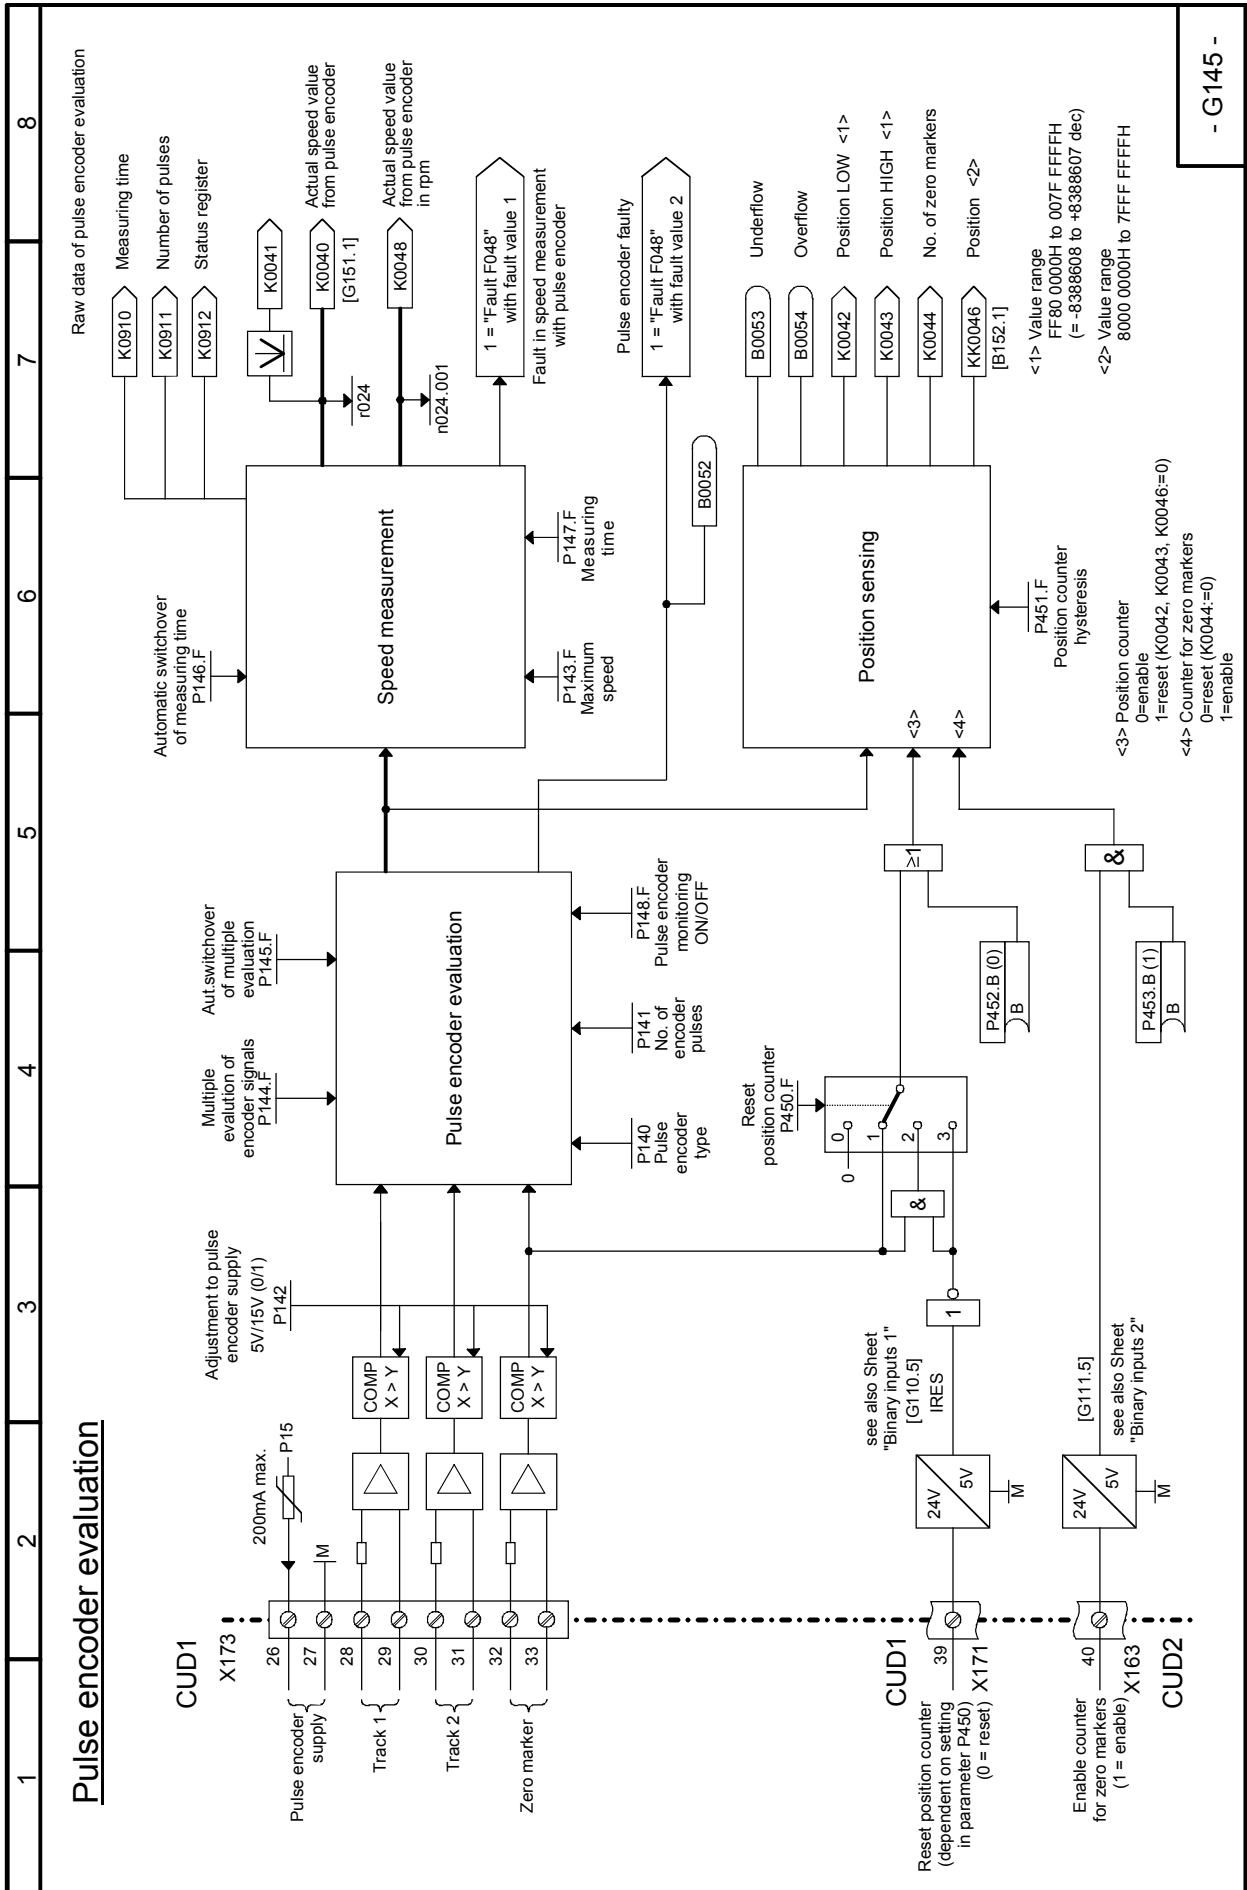 1
2
3
4
5
6
7
8
Pulse encoder evaluation
CUD1
X173
Pulse encoder
supply
Track 1
Track 2
Zero marker
26
27
28
29
30
31
32
33
200mA max.
P15
M
Adjustment to pulse
encoder supply
5V/15V (0/1)
P142
COMP
X > Y
COMP
X > Y
COMP
X > Y
Multiple
evalution of
encoder signals
P144.F
Aut.switchover
of multiple
evaluation
P145.F
Pulse encoder evaluation
P140
Pulse
encoder
type
P141
No. of
encoder
pulses
P148.F
Pulse encoder
monitoring
ON/OFF
Automatic switchover
of measuring time
P146.F
Speed measurement
P143.F
Maximum
speed
P147.F
Measuring
time
Raw data of pulse encoder evaluation
K0910
Measuring time
K0911
Number of pulses
K0912
Status register
K0041
K0040
[G151.1]
Actual speed value
from pulse encoder
r024
K0048
Actual speed value
from pulse encoder
in rpm
n024.001
1 = "Fault F048"
with fault value 1
Fault in speed measurement
with pulse encoder
Pulse encoder faulty
1 = "Fault F048"
with fault value 2
B0052
Reset
position counter
P450.F
0
0
1
2
3
&
≥1
P452.B (0)
B
&
P453.B (1)
B
Position sensing
<3>
<4>
P451.F
Position counter
hysteresis
B0053
Underflow
B0054
Overflow
K0042
Position LOW <1>
K0043
Position HIGH <1>
K0044
No. of zero markers
KK0046
[B152.1]
Position <2>
<1> Value range
FF80 0000H to 007F FFFFH
(= -8388608 to +8388607 dec)
<2> Value range
8000 0000H to 7FFF FFFFH
<3> Position counter
0=enable
1=reset (K0042, K0043, K0046:=0)
<4> Counter for zero markers
0=reset (K0044:=0)
1=enable
CUD1
39
X171
Reset position counter
(dependent on setting
in parameter P450)
(0 = reset)
24V
5V
M
see also Sheet
"Binary inputs 1"
[G110.5]
IRES
1
40
X163
CUD2
Enable counter
for zero markers
(1 = enable)
24V
5V
M
[G111.5]
see also Sheet
"Binary inputs 2"
- G145 -